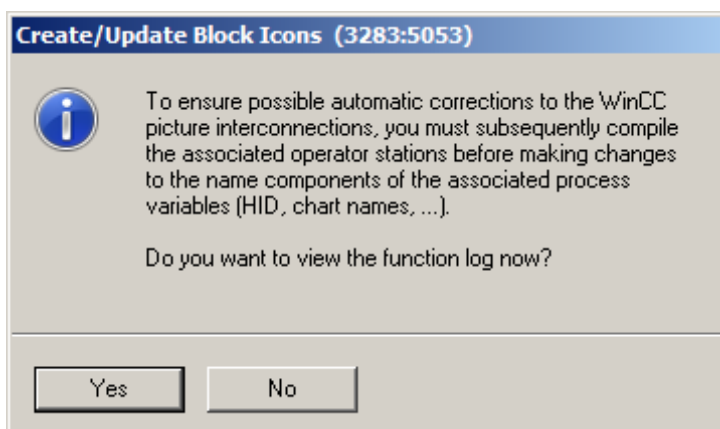 Create/Update Block Icons (3283:5053)
To ensure possible automatic corrections to the WinCC
picture interconnections, you must subsequently compile
the associated operator stations before making changes
to the name components of the associated process
variables (HID, chart names, ...).
Do you want to view the function log now?
Yes No